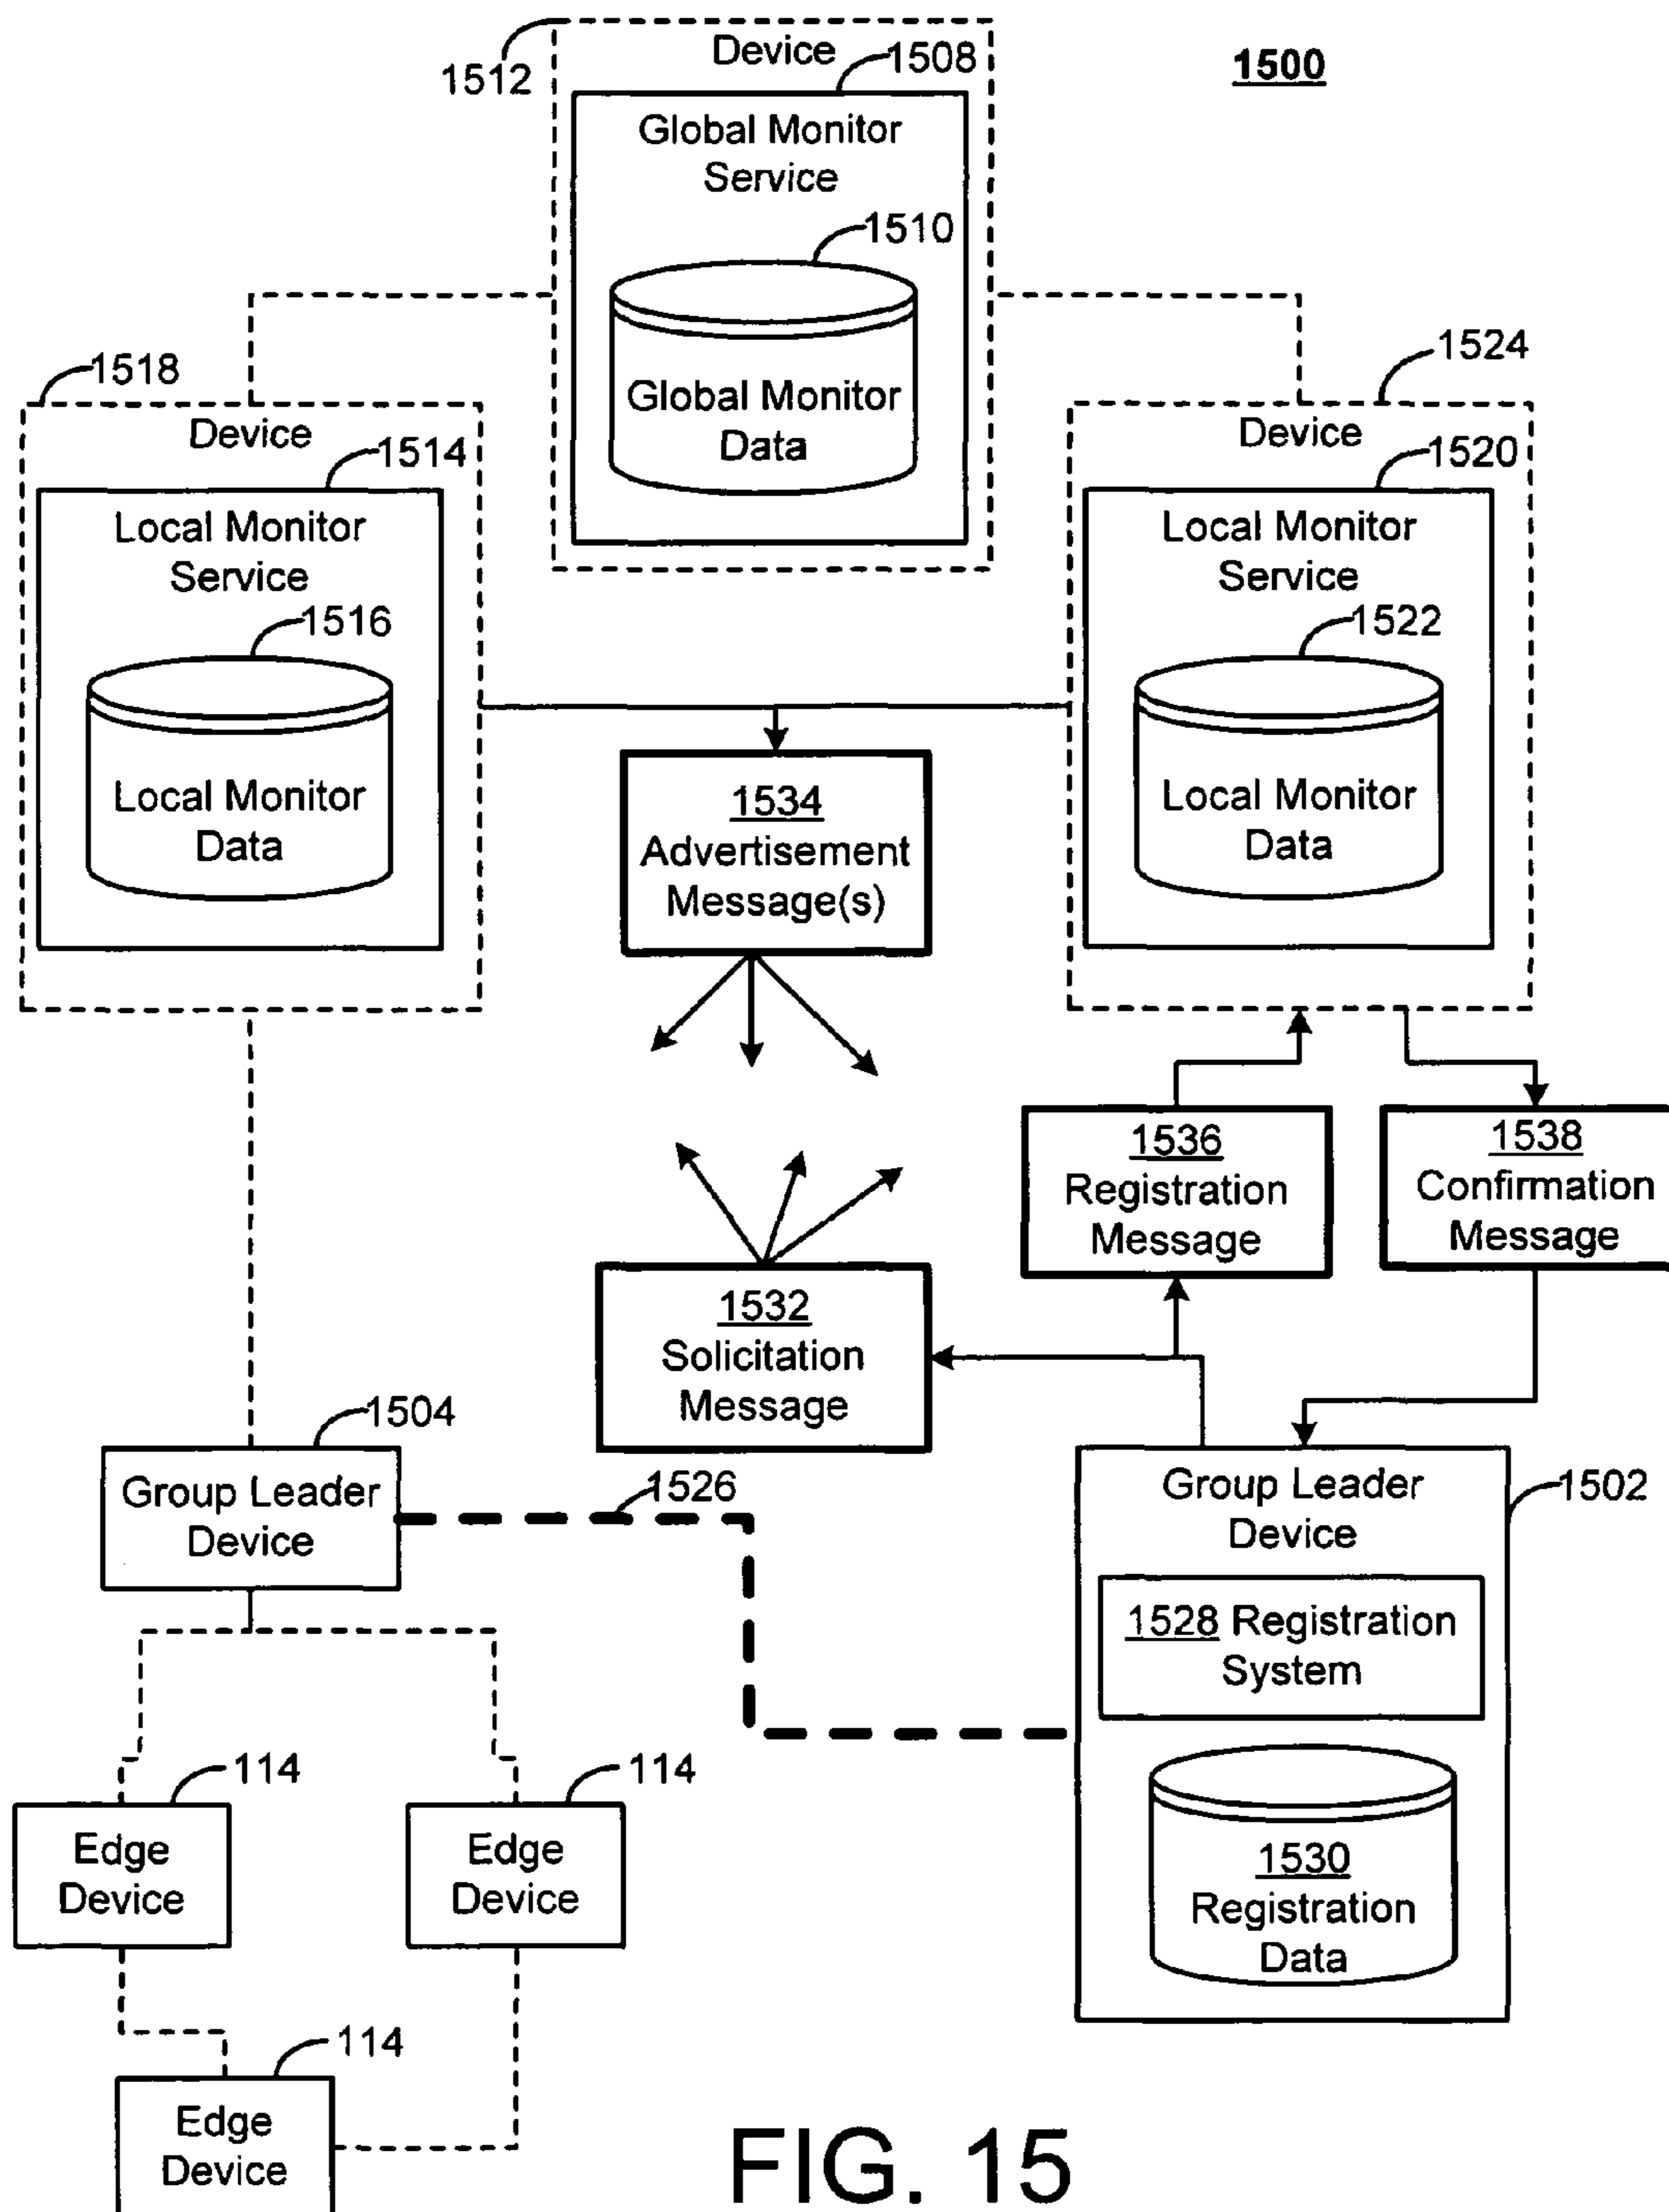 1512
Device
1508
1500
Global Monitor
Service
1510
Global Monitor
Data
1518
Device
1514
Local Monitor
Service
1516
Local Monitor
Data
1524
Device
1520
Local Monitor
Service
1522
Local Monitor
Data
1534
Advertisement
Message(s)
1536
Registration
Message
1538
Confirmation
Message
1532
Solicitation
Message
1504
Group Leader
Device
1526
Group Leader
Device
1502
1528 Registration
System
1530
Registration
Data
114
Edge
Device
114
Edge
Device
114
Edge
Device
FIG. 15